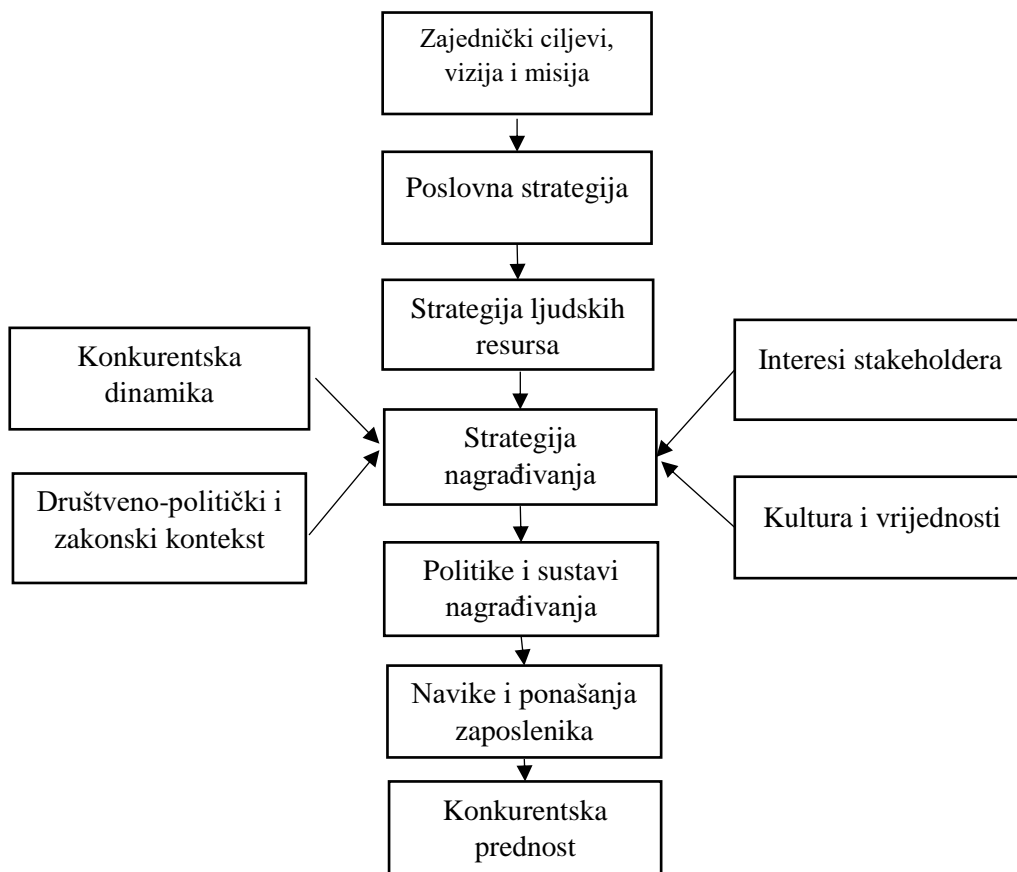 Zajednički ciljevi,
vizija i misija
Poslovna strategija
Strategija ljudskih
resursa
Konkurentska
dinamika
Interesi stakeholdera
Strategija
nagrađivanja
Društveno-politički i
zakonski kontekst
Kultura i vrijednosti
Politike i sustavi
nagrađivanja
Navike i ponašanja
zaposlenika
Konkurentska
prednost